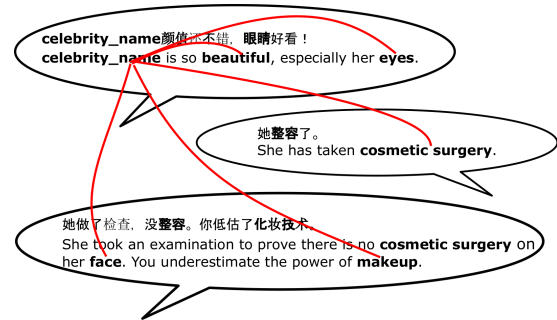 celebrity_name颜值还不错，眼睛好看！
celebrity_name is so beautiful, especially her eyes.
她整容了。
She has taken cosmetic surgery.
她做了检查，没整容。你低估了化妆技术。
She took an examination to prove there is no cosmetic surgery on
her face. You underestimate the power of makeup.